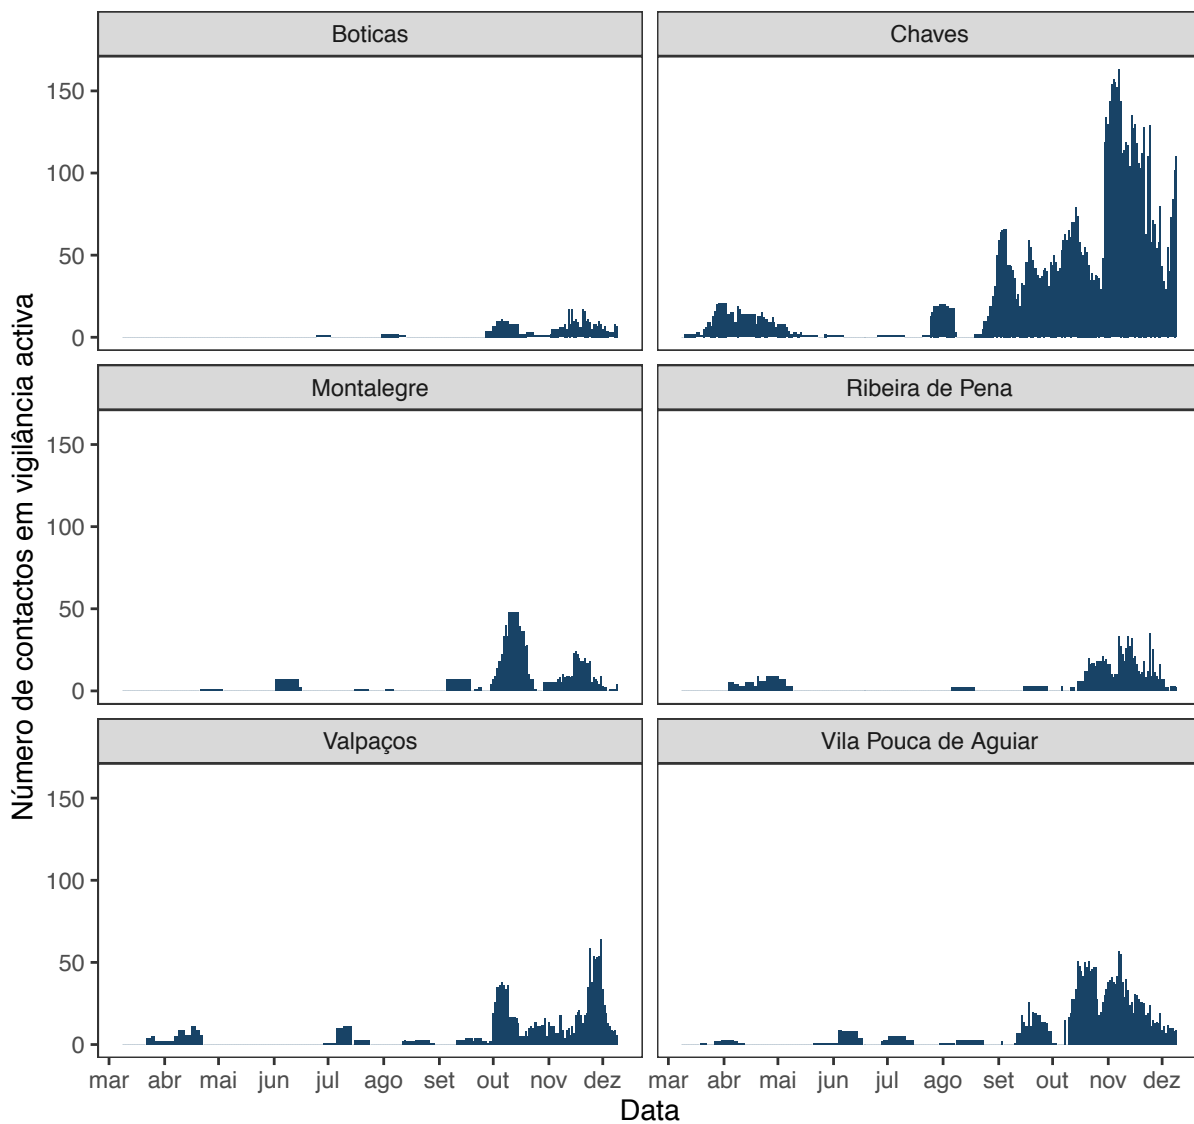 Boticas
Chaves
150
100
50
0
Montalegre
Ribeira de Pena
150
100
50
0
Valpaços
Vila Pouca de Aguiar
150
100
50
0
mar abr mai jun jul ago set out nov dez
mar abr mai jun jul ago set out nov dez
Data
Número de contactos em vigilância activa